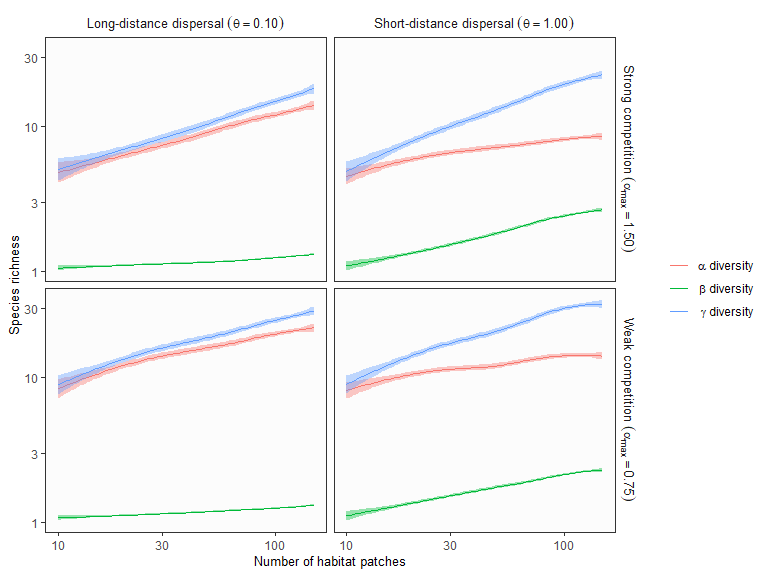 Long-distance dispersal (θ = 0.10)
Short-distance dispersal (θ = 1.00)
30
10
3
1
Strong competition (αmax = 1.50)
Species richness
30
10
3
1
Weak competition (αmax = 0.75)
10
30
100
10
30
100
Number of habitat patches
α diversity
β diversity
γ diversity